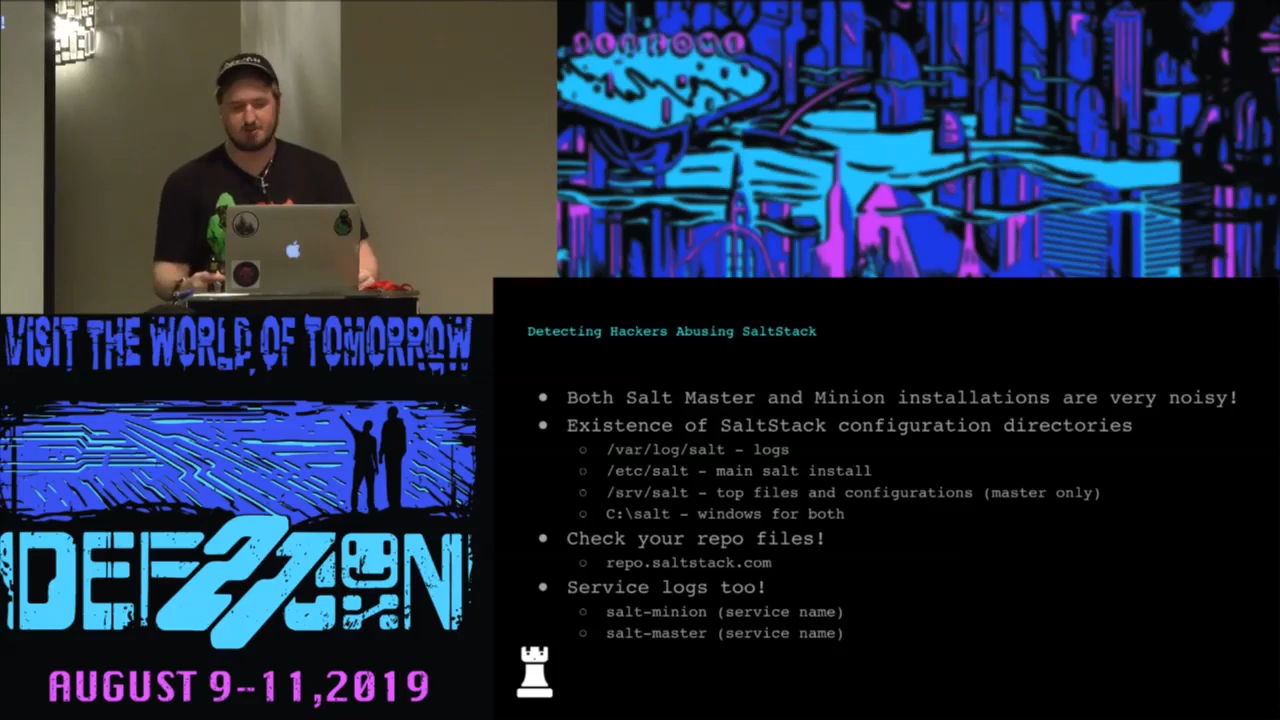 WELCOME
VISIT THE WORLD OF TOMORROW
DEF 27 CON
AUGUST 9--11,2019
Detecting Hackers Abusing SaltStack
● Both Salt Master and Minion installations are very noisy!
● Existence of SaltStack configuration directories
○ /var/log/salt – logs
○ /etc/salt – main salt install
○ /srv/salt – top files and configurations (master only)
○ C:\salt – windows for both
● Check your repo files!
○ repo.saltstack.com
● Service logs too!
○ salt-minion (service name)
○ salt-master (service name)